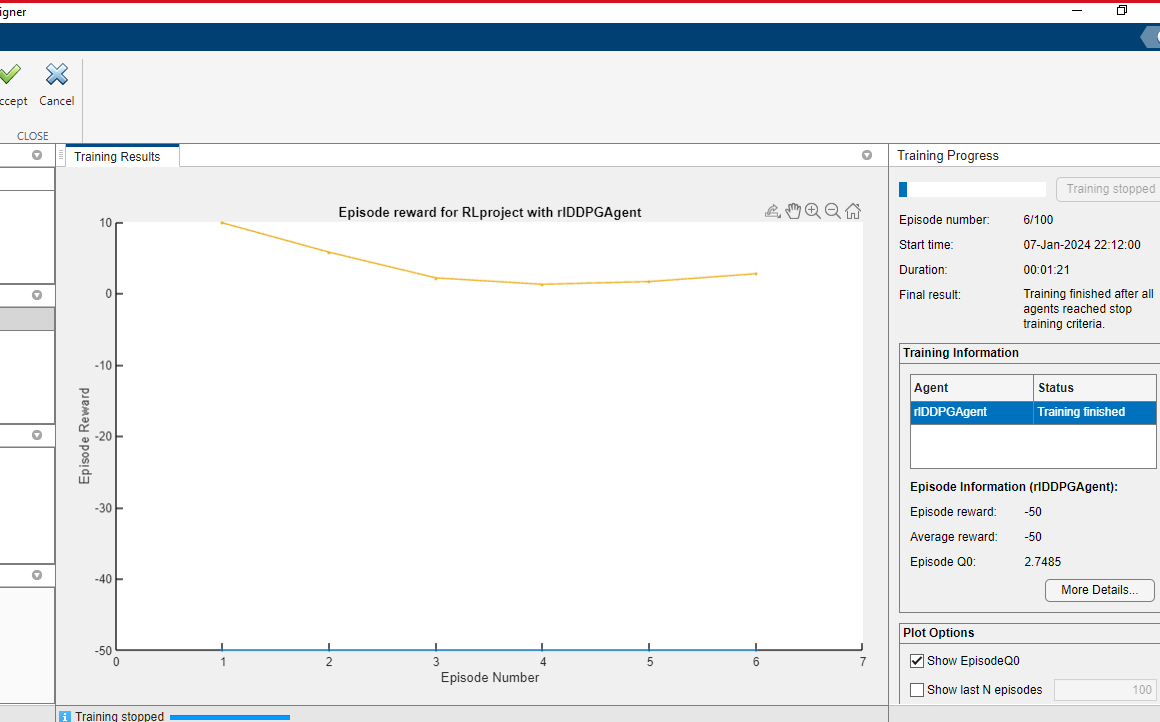 igner
ccept Cancel
CLOSE
Training Results
Episode reward for RLproject with rlDDPGAgent
10
0
-10
-20
-30
-40
-50
Episode Reward
0 1 2 3 4 5 6 7
Episode Number
Training Progress
Training stopped
Episode number: 6/100
Start time: 07-Jan-2024 22:12:00
Duration: 00:01:21
Final result: Training finished after all
agents reached stop
training criteria.
Training Information
Agent Status
rlDDPGAgent Training finished
Episode Information (rlDDPGAgent):
Episode reward: -50
Average reward: -50
Episode Q0: 2.7485
More Details...
Plot Options
Show EpisodeQ0
Show last N episodes 100
Training stopped